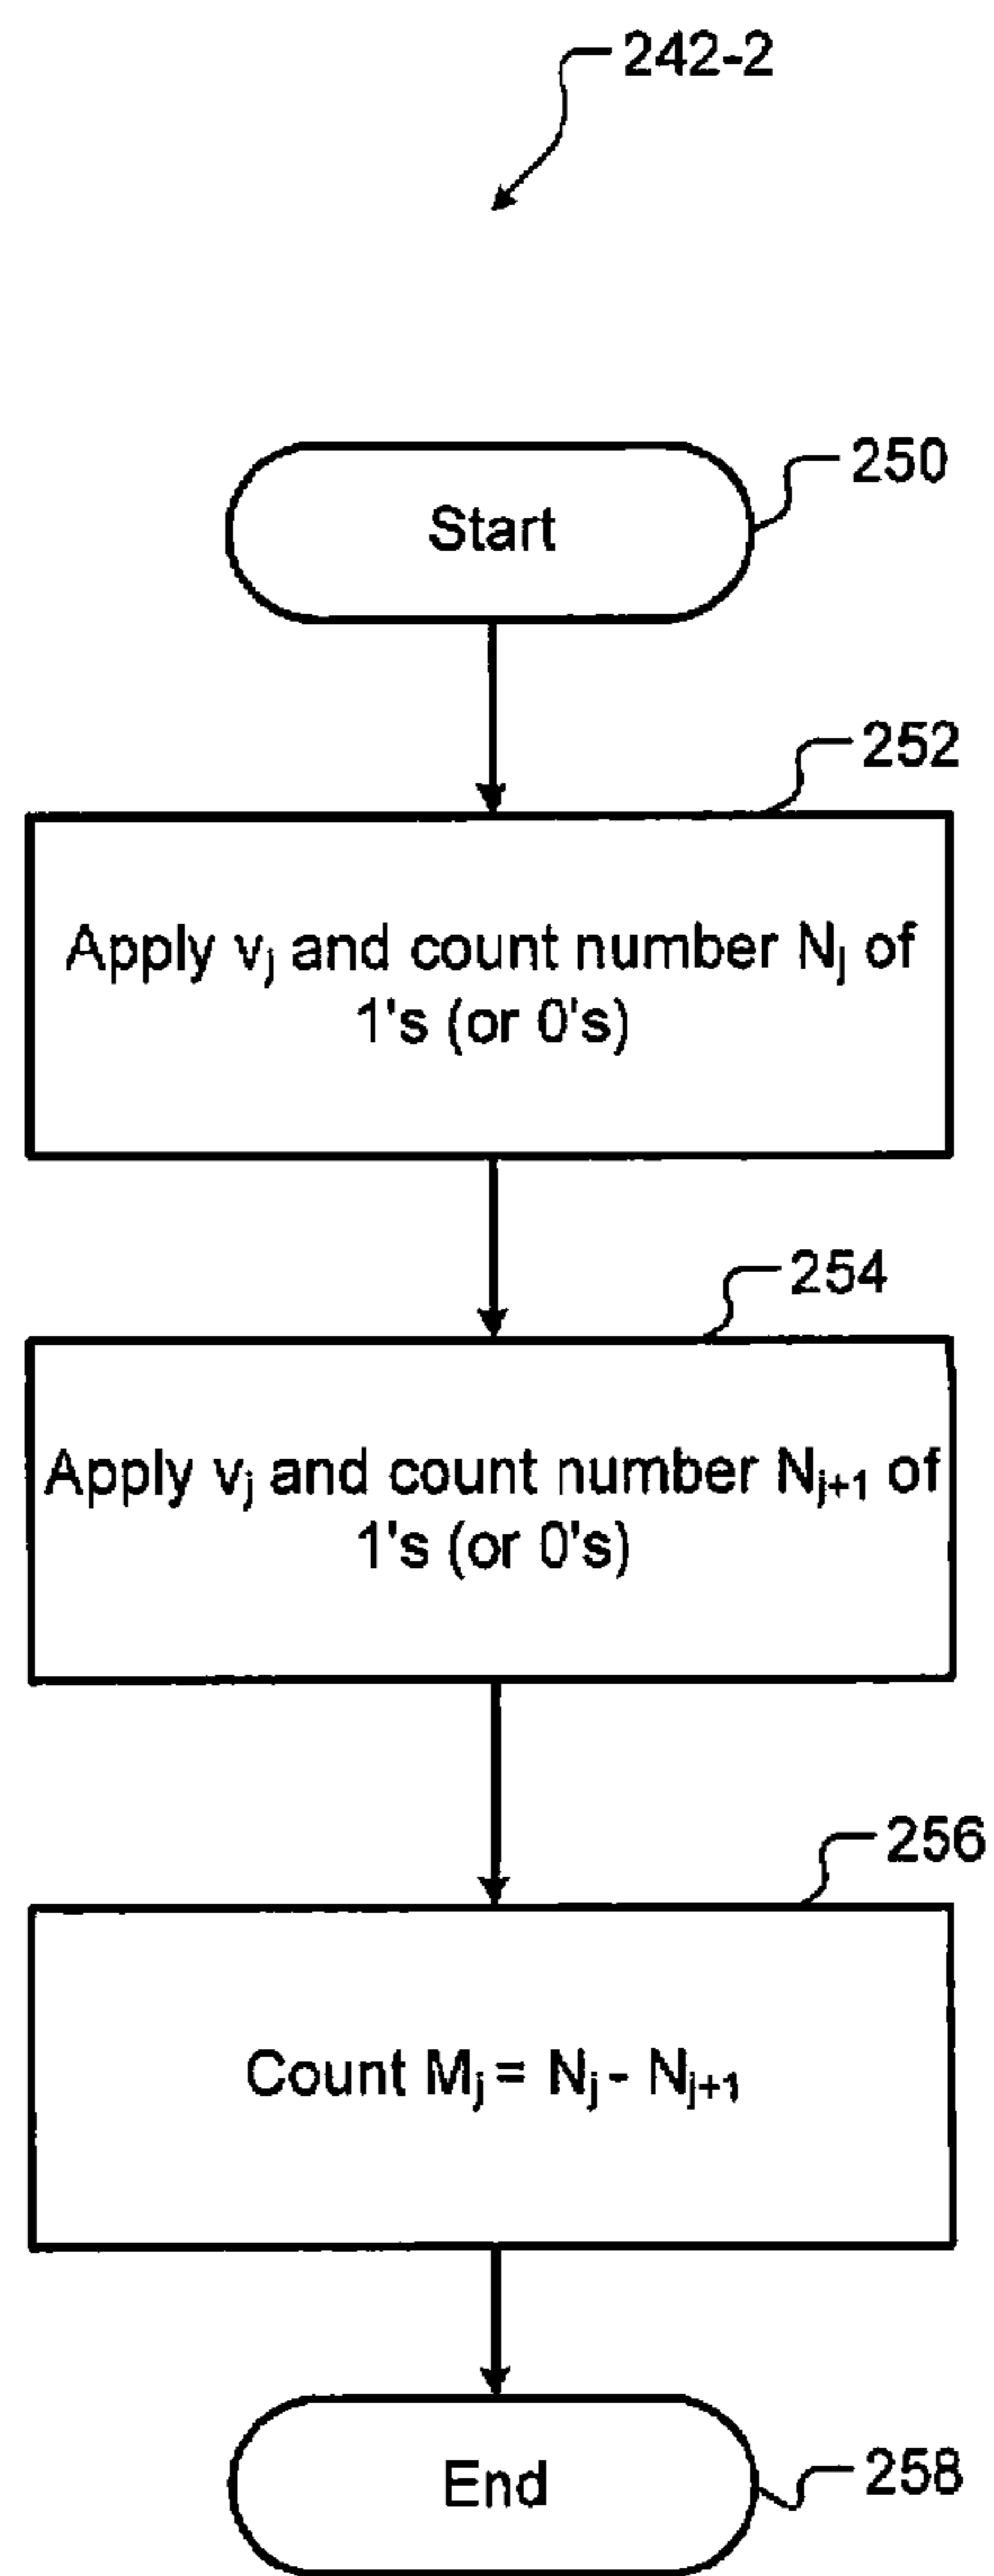 242-2
250
Start
252
Apply vⱼ and count number Nⱼ of
1's (or 0's)
254
Apply vⱼ and count number Nⱼ₊₁ of
1's (or 0's)
256
Count Mⱼ = Nⱼ - Nⱼ₊₁
End
258